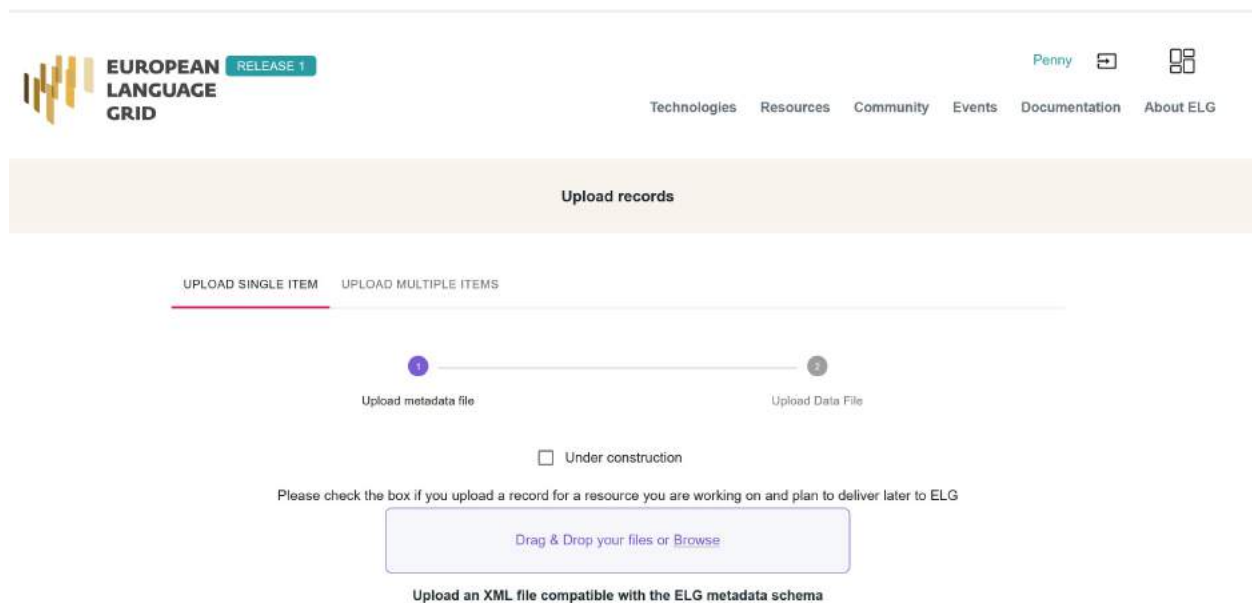 EUROPEAN RELEASE 1
LANGUAGE
GRID
Penny
Technologies Resources Community Events Documentation About ELG
Upload records
UPLOAD SINGLE ITEM UPLOAD MULTIPLE ITEMS
1 2
Upload metadata file Upload Data File
Under construction
Please check the box if you upload a record for a resource you are working on and plan to deliver later to ELG
Drag & Drop your files or Browse
Upload an XML file compatible with the ELG metadata schema